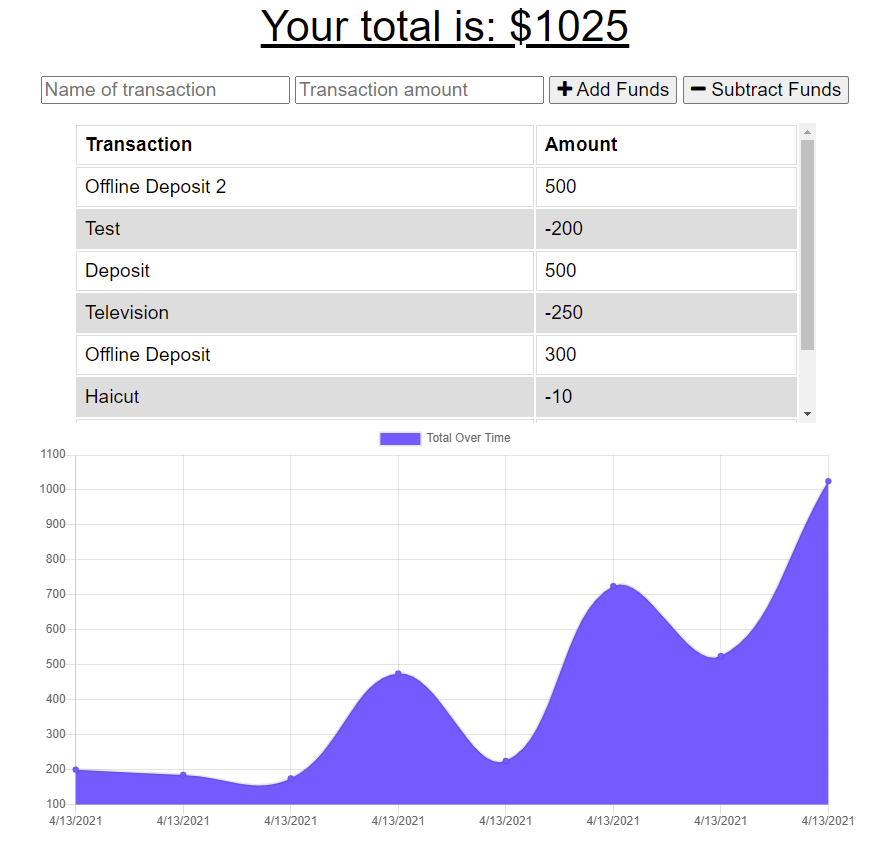 Your total is: $1025
Name of transaction Transaction amount Add Funds Subtract Funds
Transaction Amount
Offline Deposit 2 500
Test -200
Deposit 500
Television -250
Offline Deposit 300
Haicut -10
Total Over Time
1100
1000
900
800
700
600
500
400
300
200
100
4/13/2021 4/13/2021 4/13/2021 4/13/2021 4/13/2021 4/13/2021 4/13/2021 4/13/2021